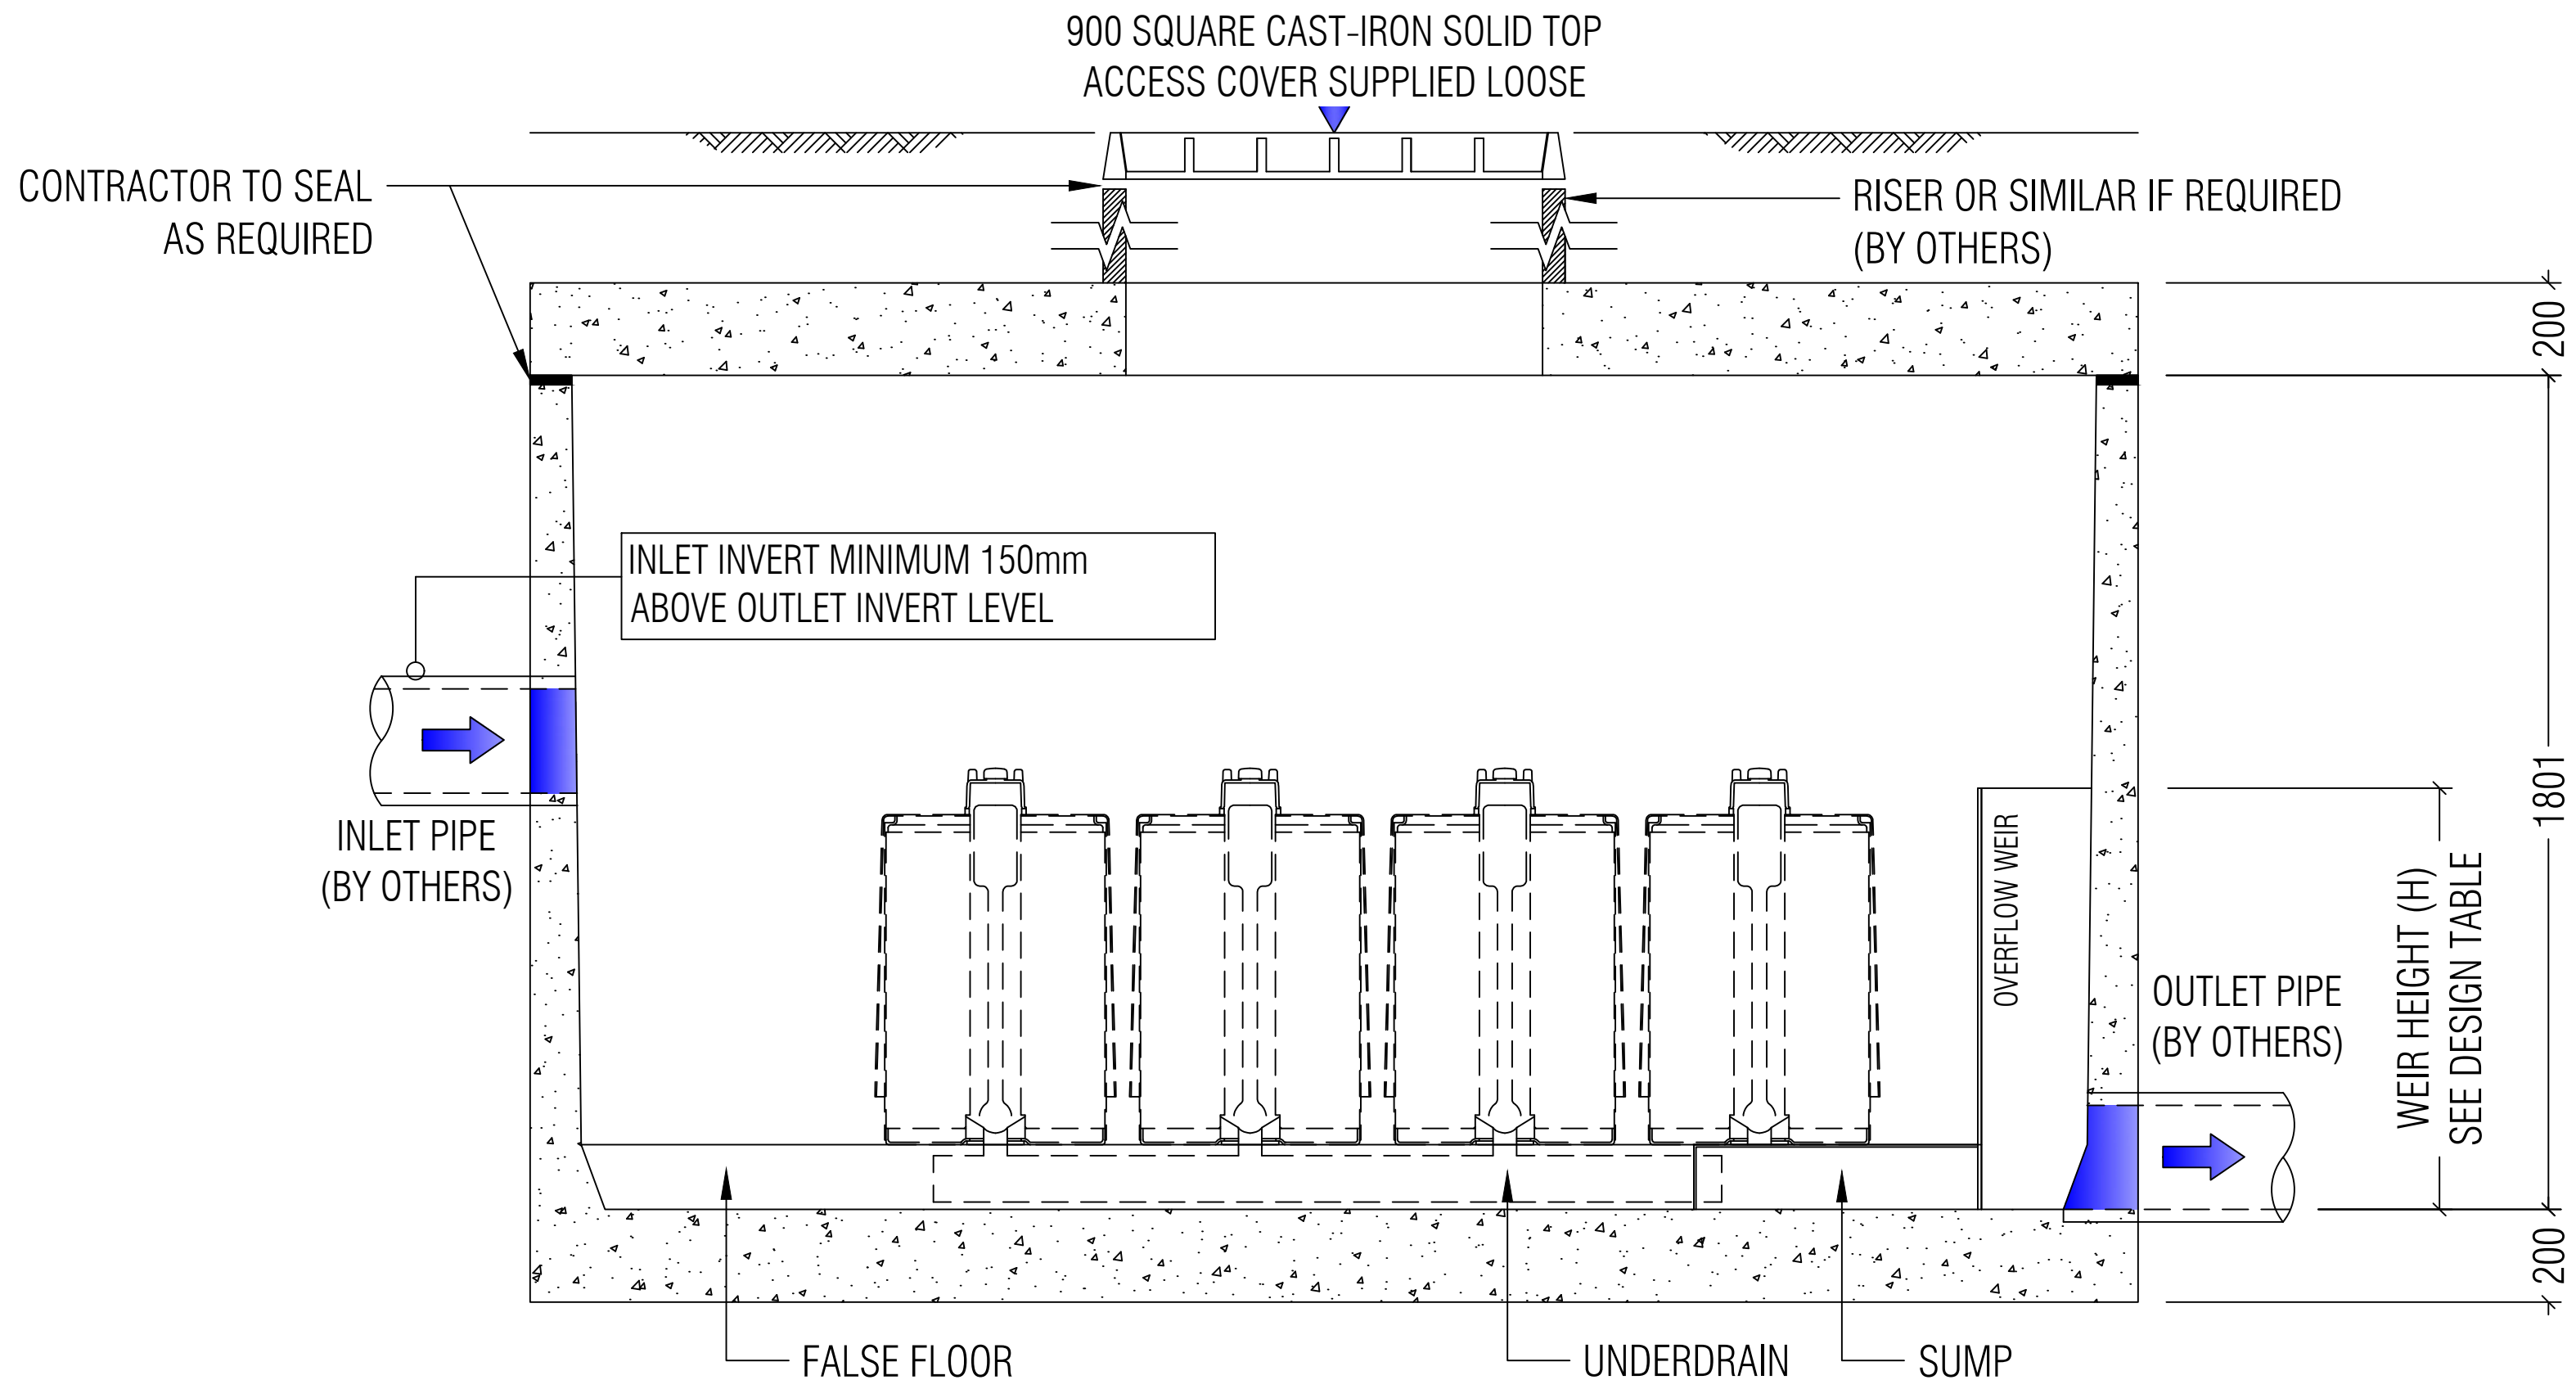 900 SQUARE CAST-IRON SOLID TOP
ACCESS COVER SUPPLIED LOOSE
CONTRACTOR TO SEAL
AS REQUIRED
RISER OR SIMILAR IF REQUIRED
(BY OTHERS)
200
INLET INVERT MINIMUM 150mm
ABOVE OUTLET INVERT LEVEL
INLET PIPE
(BY OTHERS)
OVERFLOW WEIR
OUTLET PIPE
(BY OTHERS)
WEIR HEIGHT (H)
SEE DESIGN TABLE
1801
200
FALSE FLOOR
UNDERDRAIN
SUMP